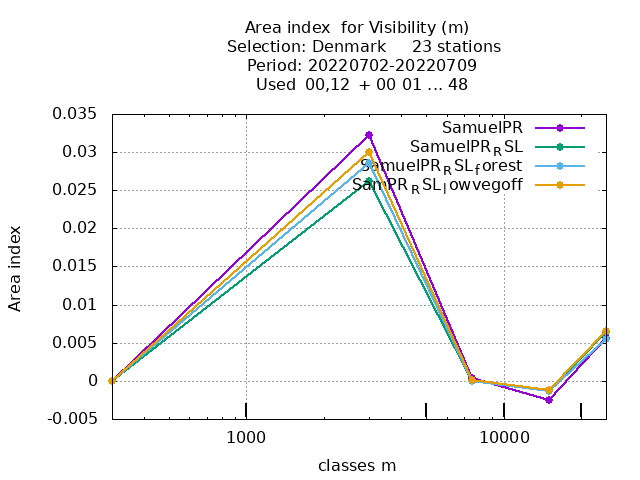 Area index  for Visibility (m)
Selection: Denmark     23 stations
Period: 20220702-20220709
Used  00,12  + 00 01 ... 48
0.035
0.03
0.025
0.02
0.015
0.01
0.005
0
-0.005
Area index
1000
10000
classes m
SamuelPR
SamuelPR_RSL
SamuelPR_RSL_forest
SamPR_RSL_lowvegoff